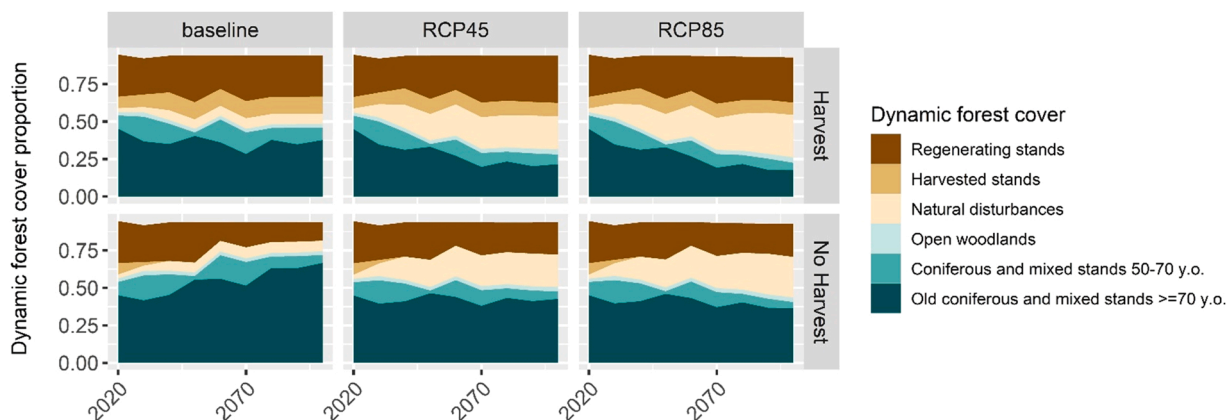 baseline
RCP45
RCP85
Dynamic forest cover proportion
0.75
0.50
0.25
0.00
Harvest
0.75
0.50
0.25
0.00
No Harvest
2020
2070
2020
2070
2020
2070
Dynamic forest cover
Regenerating stands
Harvested stands
Natural disturbances
Open woodlands
Coniferous and mixed stands 50-70 y.o.
Old coniferous and mixed stands >=70 y.o.